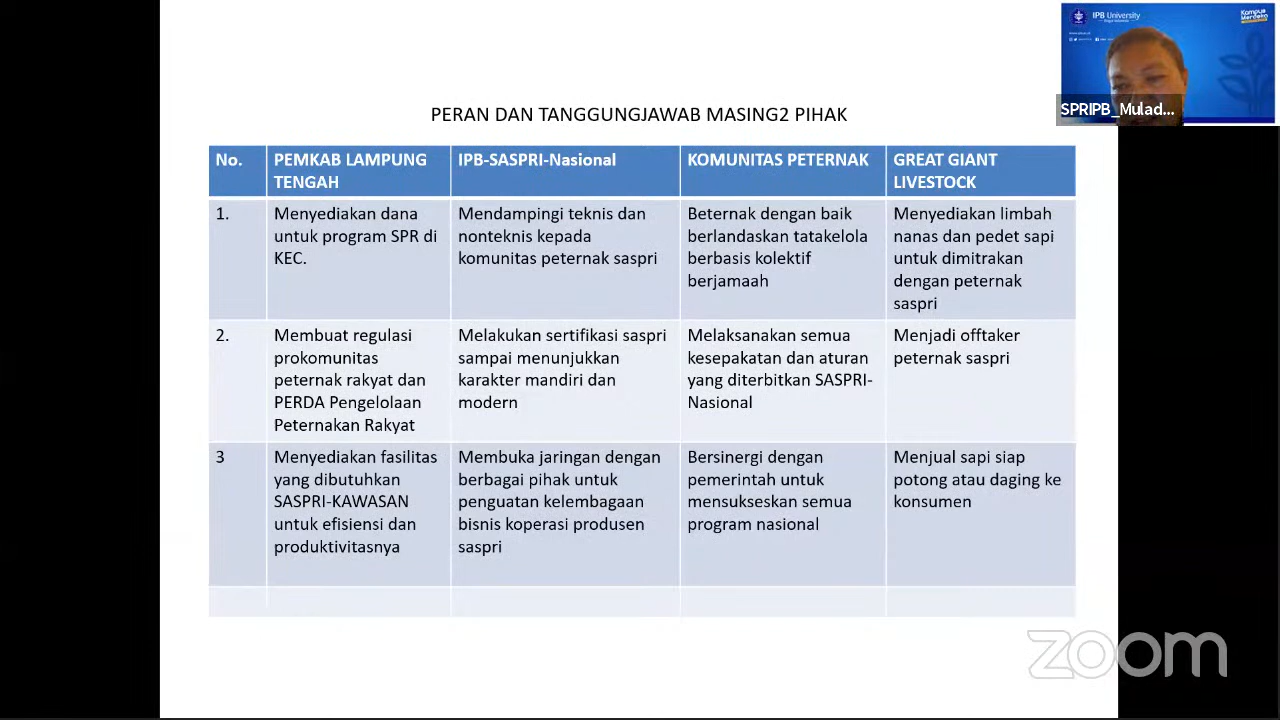 IPB University
Kampus
Merdeka
SPRIPB_Mulad...
PERAN DAN TANGGUNGJAWAB MASING2 PIHAK
No.
PEMKAB LAMPUNG
TENGAH
IPB-SASPRI-Nasional
KOMUNITAS PETERNAK
GREAT GIANT
LIVESTOCK
1.
Menyediakan dana
untuk program SPR di
KEC.
Mendampingi teknis dan
nonteknis kepada
komunitas peternak saspri
Beternak dengan baik
berlandaskan tatakelola
berbasis kolektif
berjamaah
Menyediakan limbah
nanas dan pedet sapi
untuk dimitrakan
dengan peternak
saspri
2.
Membuat regulasi
prokomunitas
peternak rakyat dan
PERDA Pengelolaan
Peternakan Rakyat
Melakukan sertifikasi saspri
sampai menunjukkan
karakter mandiri dan
modern
Melaksanakan semua
kesepakatan dan aturan
yang diterbitkan SASPRI-
Nasional
Menjadi offtaker
peternak saspri
3
Menyediakan fasilitas
yang dibutuhkan
SASPRI-KAWASAN
untuk efisiensi dan
produktivitasnya
Membuka jaringan dengan
berbagai pihak untuk
penguatan kelembagaan
bisnis koperasi produsen
saspri
Bersinergi dengan
pemerintah untuk
mensukseskan semua
program nasional
Menjual sapi siap
potong atau daging ke
konsumen
zoom